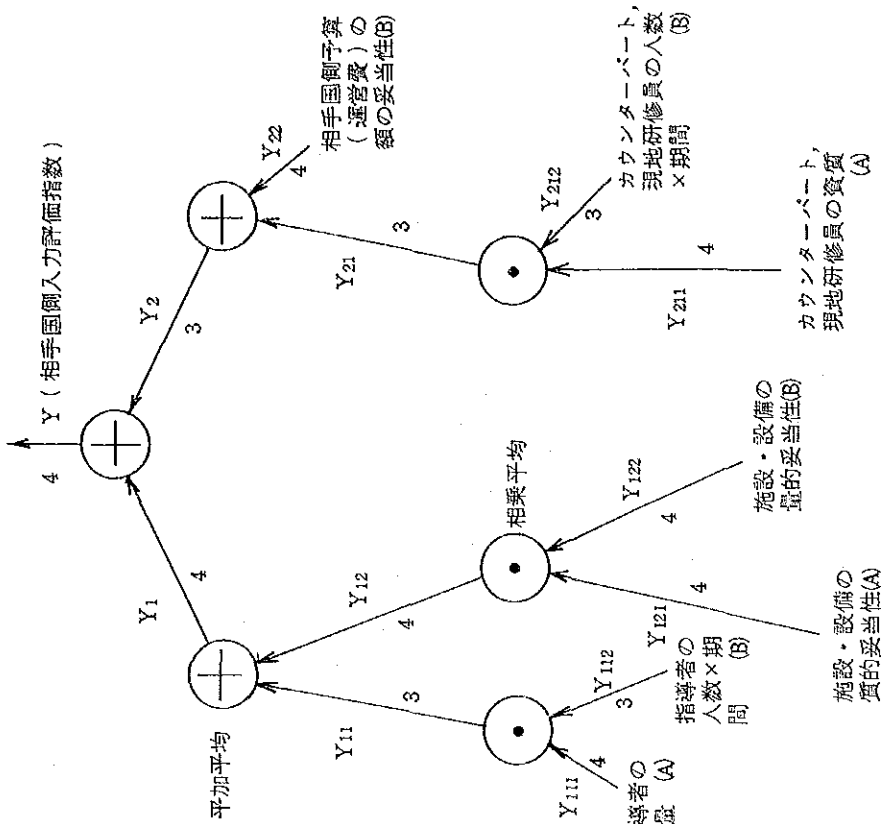 4
Y ( 相手国側入力評価指数 )
Y1
4
Y2
3
平加平均
Y22
4
相手国側予算
( 運営費 ) の
額の妥当性(B)
Y11
3
Y12
4
相乗平均
Y21
3
Y111
4
導者の
(A)
Y112
3
指導者の
人数×期
間 (B)
Y121
4
施設・設備の
質的妥当性(A)
Y122
4
施設・設備の
量的妥当性(B)
Y211
4
カウンターパート,
現地研修員の資質
(A)
Y212
3
カウンターパート,
現地研修員の人数
×期間 (B)